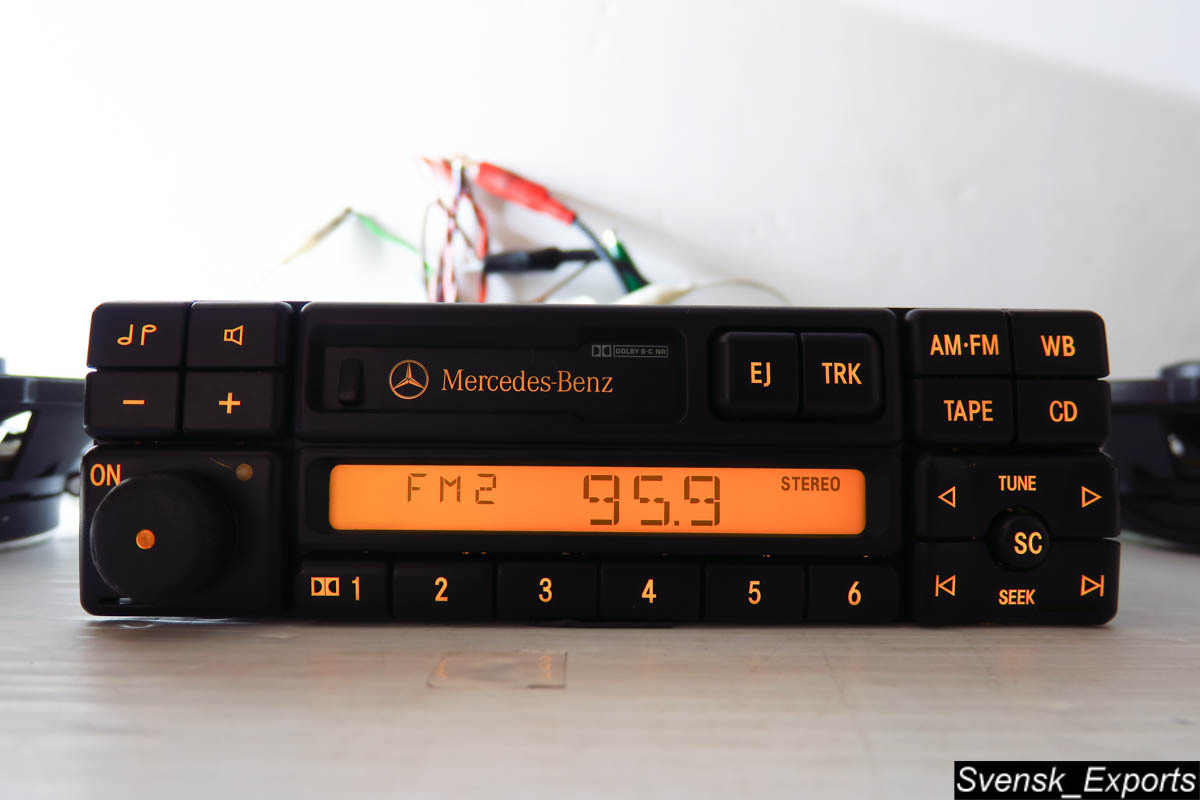 DOLBY B·C NR
Mercedes-Benz
EJ TRK
AM·FM WB
TAPE CD
ON
FM2 95.9 STEREO
TUNE
SC
SEEK
1 2 3 4 5 6
Svensk_Exports